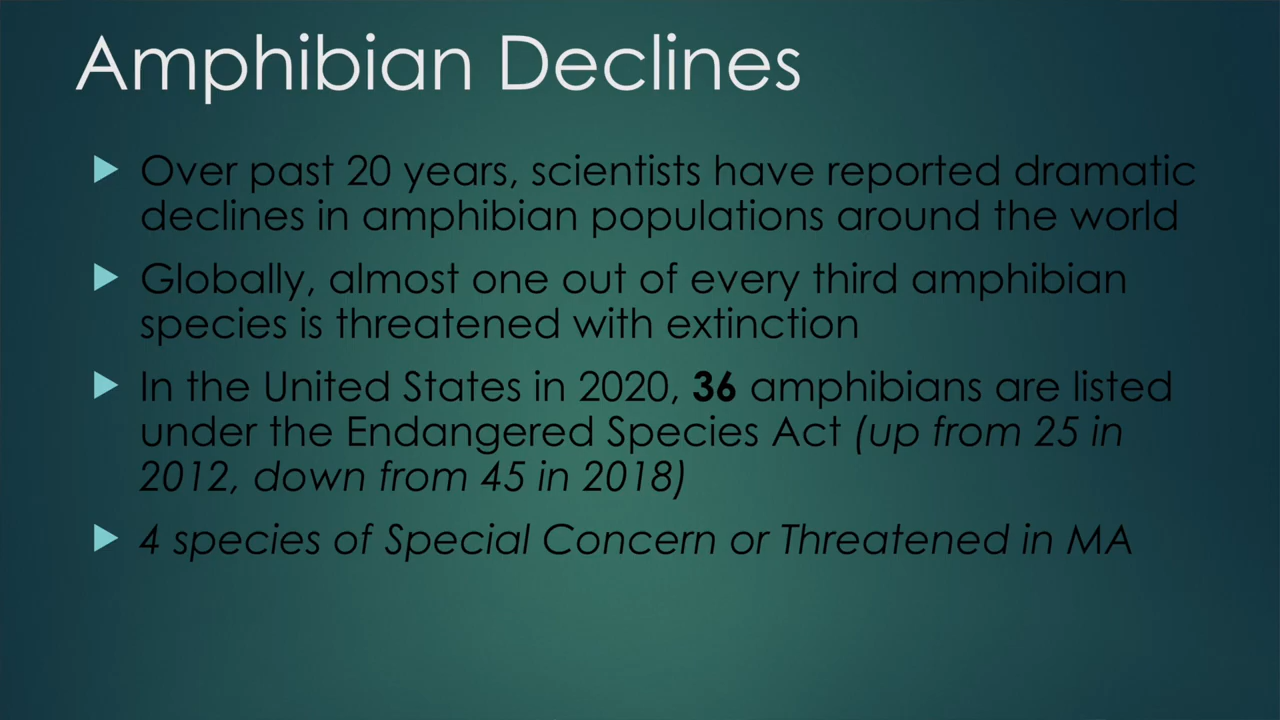 Amphibian Declines
Over past 20 years, scientists have reported dramatic
declines in amphibian populations around the world
Globally, almost one out of every third amphibian
species is threatened with extinction
In the United States in 2020, 36 amphibians are listed
under the Endangered Species Act (up from 25 in
2012, down from 45 in 2018)
4 species of Special Concern or Threatened in MA